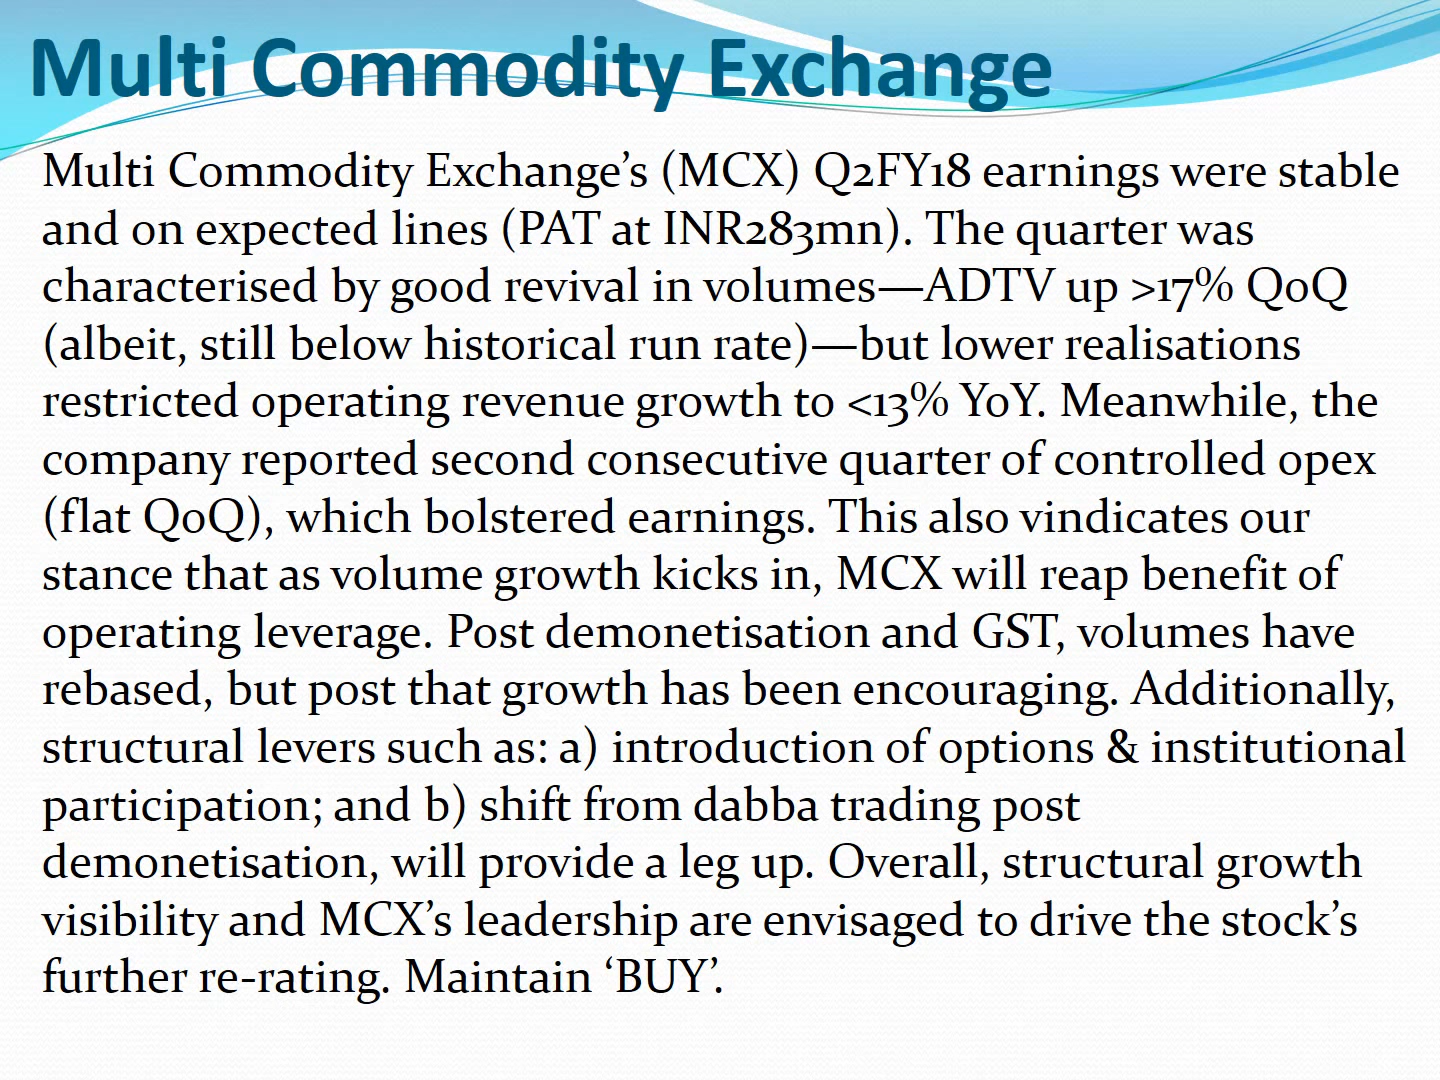 Multi Commodity Exchange
Multi Commodity Exchange’s (MCX) Q2FY18 earnings were stable
and on expected lines (PAT at INR283mn). The quarter was
characterised by good revival in volumes—ADTV up >17% QoQ
(albeit, still below historical run rate)—but lower realisations
restricted operating revenue growth to <13% YoY. Meanwhile, the
company reported second consecutive quarter of controlled opex
(flat QoQ), which bolstered earnings. This also vindicates our
stance that as volume growth kicks in, MCX will reap benefit of
operating leverage. Post demonetisation and GST, volumes have
rebased, but post that growth has been encouraging. Additionally,
structural levers such as: a) introduction of options & institutional
participation; and b) shift from dabba trading post
demonetisation, will provide a leg up. Overall, structural growth
visibility and MCX’s leadership are envisaged to drive the stock’s
further re-rating. Maintain ‘BUY’.